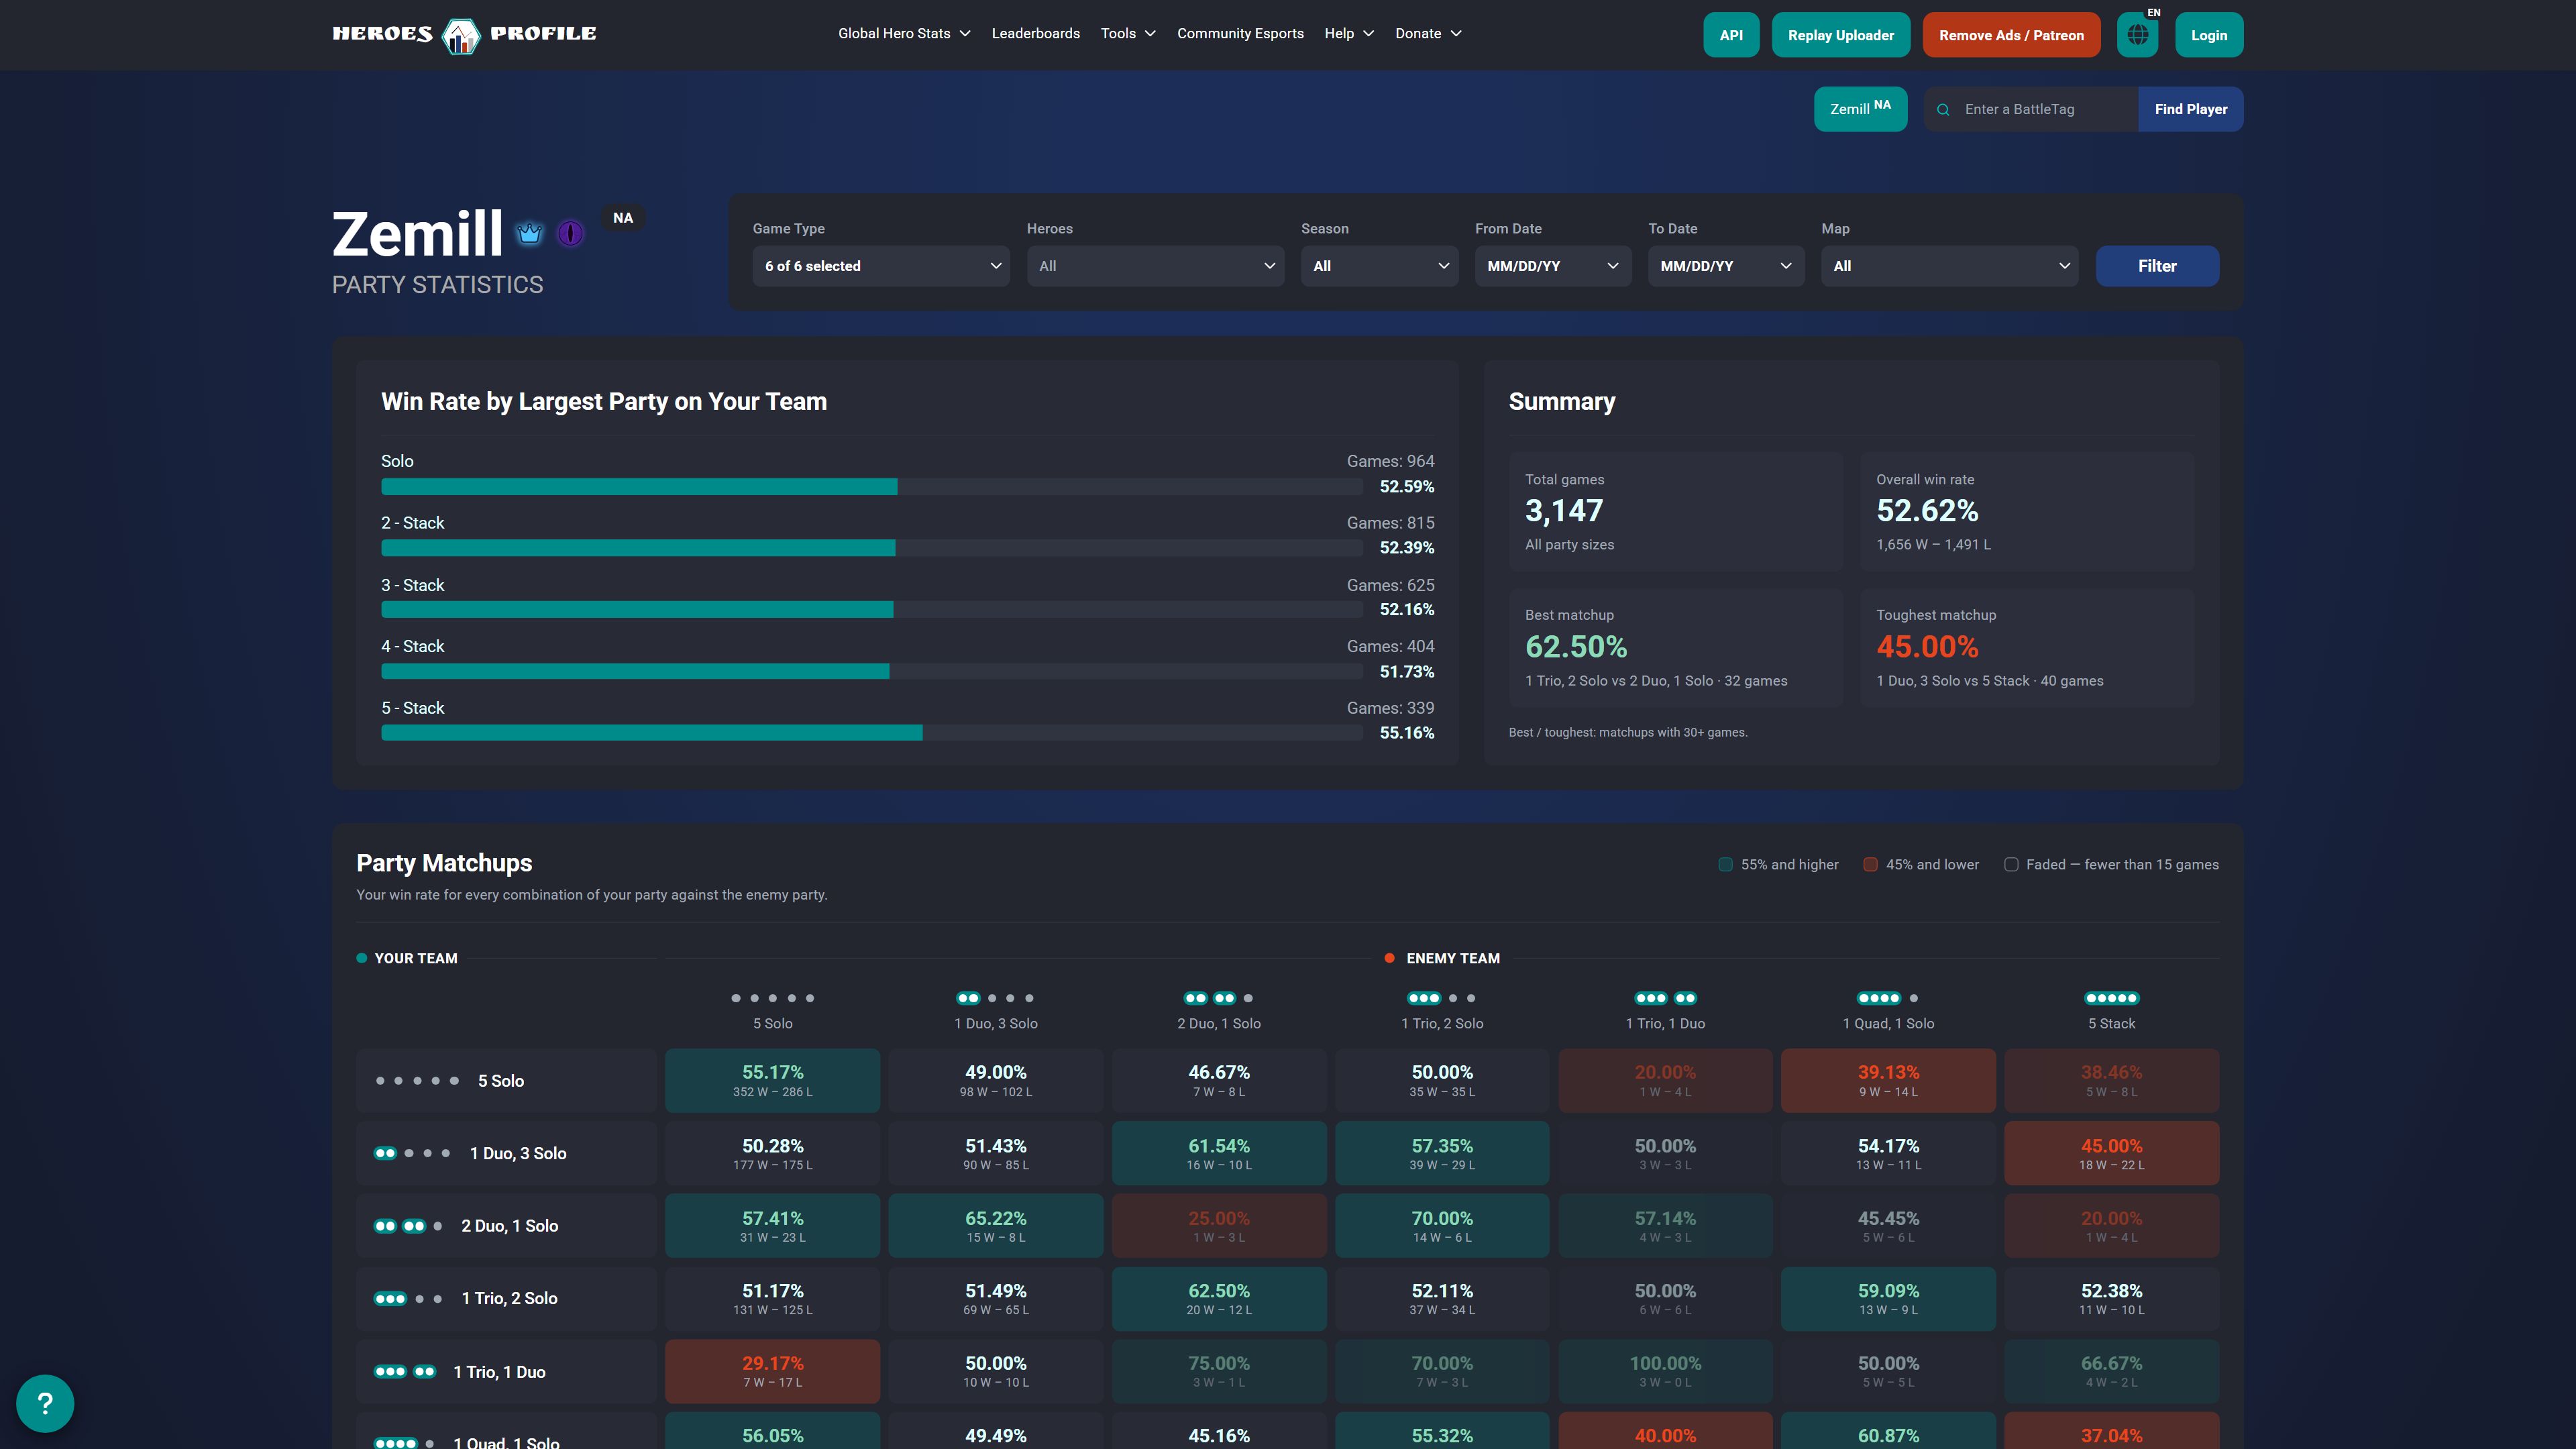 HEROES PROFILE
Global Hero Stats Leaderboards Tools Community Esports Help Donate
API Replay Uploader Remove Ads / Patreon EN Login
Zemill NA Enter a BattleTag Find Player
Zemill NA
PARTY STATISTICS
Game Type Heroes Season From Date To Date Map
6 of 6 selected All All MM/DD/YY MM/DD/YY All Filter
Win Rate by Largest Party on Your Team
Solo Games: 964
52.59%
2 - Stack Games: 815
52.39%
3 - Stack Games: 625
52.16%
4 - Stack Games: 404
51.73%
5 - Stack Games: 339
55.16%
Summary
Total games
3,147
All party sizes
Overall win rate
52.62%
1,656 W – 1,491 L
Best matchup
62.50%
1 Trio, 2 Solo vs 2 Duo, 1 Solo · 32 games
Toughest matchup
45.00%
1 Duo, 3 Solo vs 5 Stack · 40 games
Best / toughest: matchups with 30+ games.
Party Matchups
55% and higher 45% and lower Faded — fewer than 15 games
Your win rate for every combination of your party against the enemy party.
YOUR TEAM ENEMY TEAM
5 Solo 1 Duo, 3 Solo 2 Duo, 1 Solo 1 Trio, 2 Solo 1 Trio, 1 Duo 1 Quad, 1 Solo 5 Stack
5 Solo
55.17% 49.00% 46.67% 50.00% 20.00% 39.13% 38.46%
352 W – 286 L 98 W – 102 L 7 W – 8 L 35 W – 35 L 1 W – 4 L 9 W – 14 L 5 W – 8 L
1 Duo, 3 Solo
50.28% 51.43% 61.54% 57.35% 50.00% 54.17% 45.00%
177 W – 175 L 90 W – 85 L 16 W – 10 L 39 W – 29 L 3 W – 3 L 13 W – 11 L 18 W – 22 L
2 Duo, 1 Solo
57.41% 65.22% 25.00% 70.00% 57.14% 45.45% 20.00%
31 W – 23 L 15 W – 8 L 1 W – 3 L 14 W – 6 L 4 W – 3 L 5 W – 6 L 1 W – 4 L
1 Trio, 2 Solo
51.17% 51.49% 62.50% 52.11% 50.00% 59.09% 52.38%
131 W – 125 L 69 W – 65 L 20 W – 12 L 37 W – 34 L 6 W – 6 L 13 W – 9 L 11 W – 10 L
1 Trio, 1 Duo
29.17% 50.00% 75.00% 70.00% 100.00% 50.00% 66.67%
7 W – 17 L 10 W – 10 L 3 W – 1 L 7 W – 3 L 3 W – 0 L 5 W – 5 L 4 W – 2 L
1 Quad, 1 Solo
56.05% 49.49% 45.16% 55.32% 40.00% 60.87% 37.04%
?